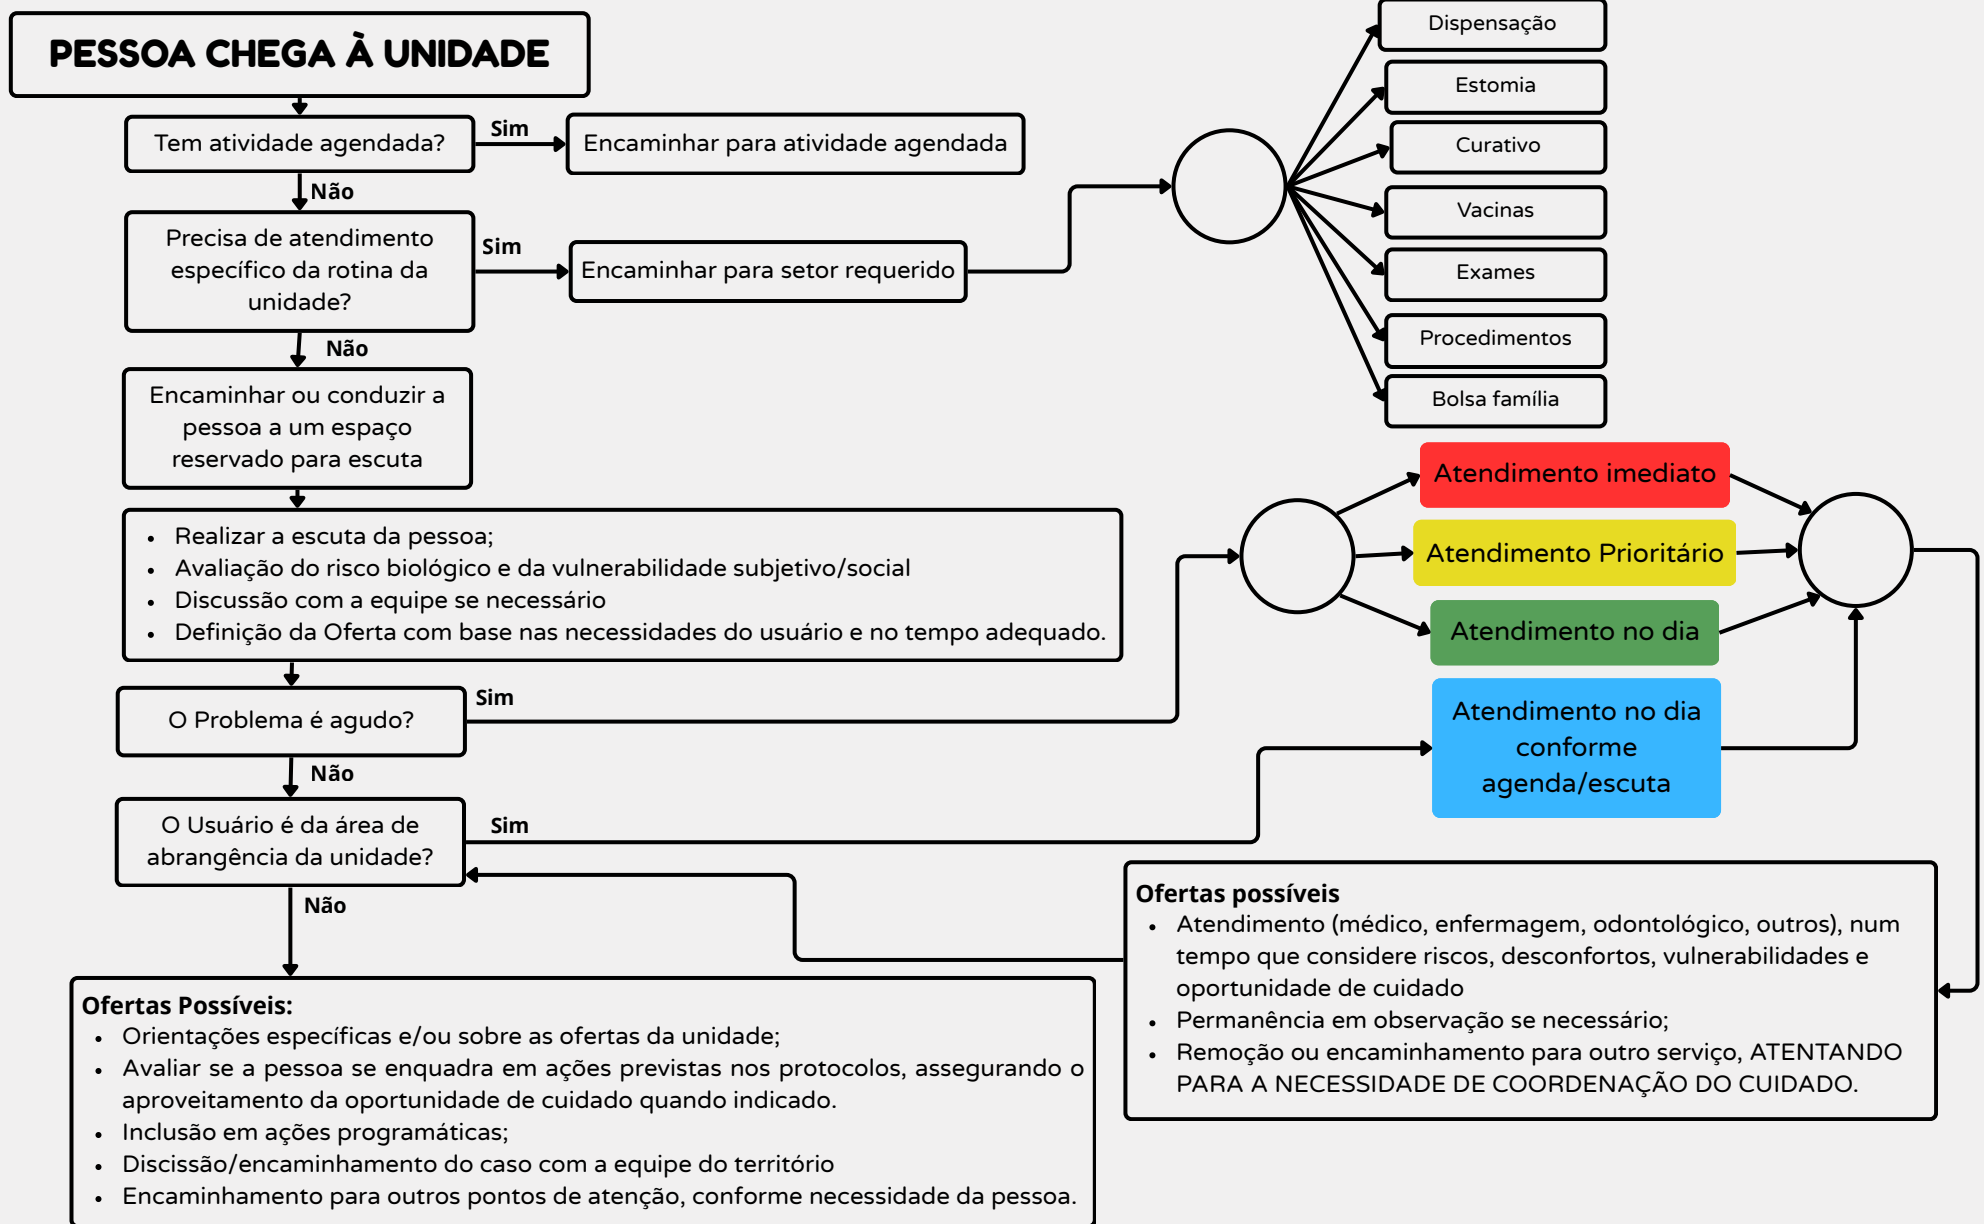 PESSOA CHEGA À UNIDADE
Tem atividade agendada?
Sim
Encaminhar para atividade agendada
Não
Precisa de atendimento
específico da rotina da
unidade?
Sim
Encaminhar para setor requerido
Dispensação
Estomia
Curativo
Vacinas
Exames
Procedimentos
Bolsa família
Não
Encaminhar ou conduzir a
pessoa a um espaço
reservado para escuta
• Realizar a escuta da pessoa;
• Avaliação do risco biológico e da vulnerabilidade subjetivo/social
• Discussão com a equipe se necessário
• Definição da Oferta com base nas necessidades do usuário e no tempo adequado.
O Problema é agudo?
Sim
Atendimento imediato
Atendimento Prioritário
Atendimento no dia
Não
O Usuário é da área de
abrangência da unidade?
Sim
Atendimento no dia
conforme
agenda/escuta
Não
Ofertas possíveis
• Atendimento (médico, enfermagem, odontológico, outros), num
tempo que considere riscos, desconfortos, vulnerabilidades e
oportunidade de cuidado
• Permanência em observação se necessário;
• Remoção ou encaminhamento para outro serviço, ATENTANDO
PARA A NECESSIDADE DE COORDENAÇÃO DO CUIDADO.
Ofertas Possíveis:
• Orientações específicas e/ou sobre as ofertas da unidade;
• Avaliar se a pessoa se enquadra em ações previstas nos protocolos, assegurando o
aproveitamento da oportunidade de cuidado quando indicado.
• Inclusão em ações programáticas;
• Discissão/encaminhamento do caso com a equipe do território
• Encaminhamento para outros pontos de atenção, conforme necessidade da pessoa.